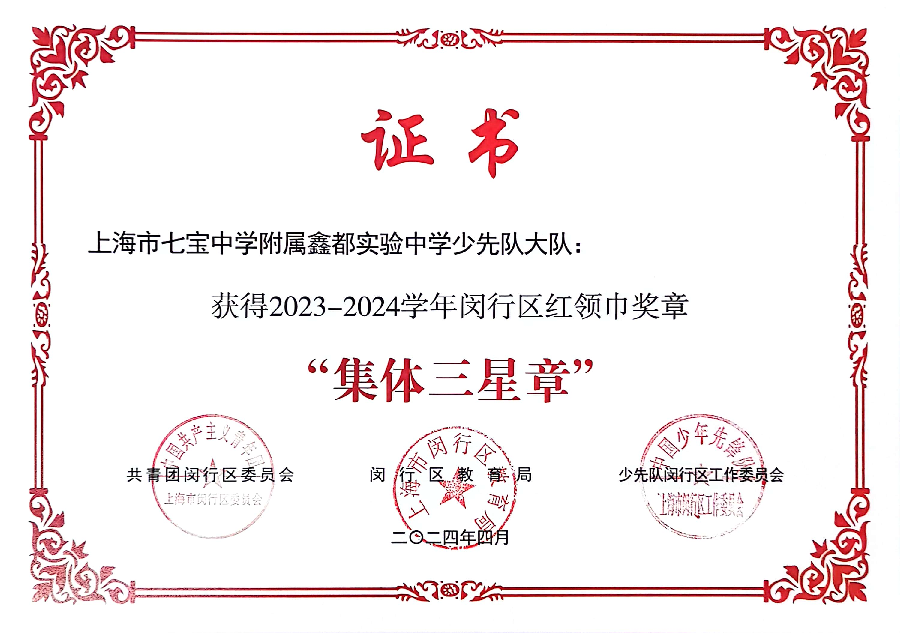 证书
上海市七宝中学附属鑫都实验中学少先队大队：
获得2023-2024学年闵行区红领巾奖章
“集体三星章”
共青团闵行区委员会
闵行区教育局
少先队闵行区工作委员会
二〇二四年四月
中国共产主义青年团
上海市闵行区委员会
上海市闵行区教育局
中国少年先锋队
上海市闵行区工作委员会